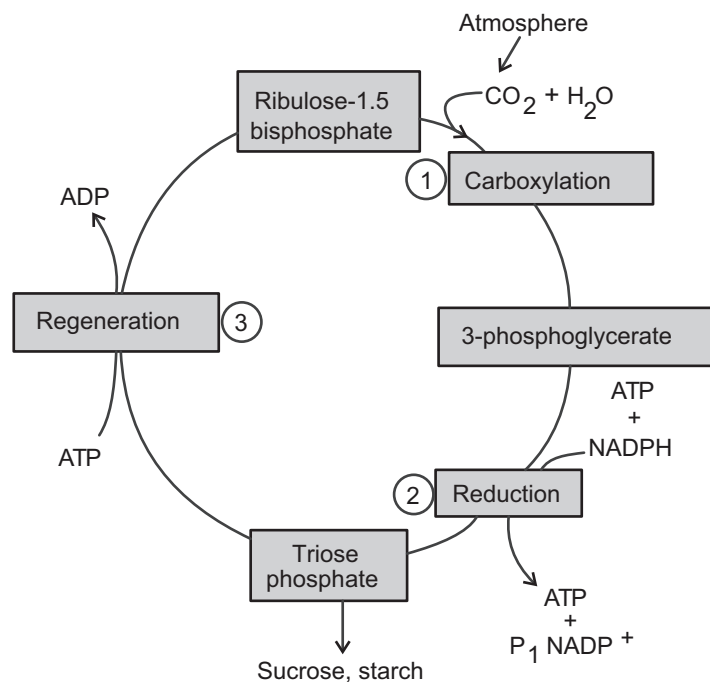 Atmosphere
CO2 + H2O
Ribulose-1.5
bisphosphate
1
Carboxylation
ADP
Regeneration
3
3-phosphoglycerate
ATP
+
NADPH
ATP
2
Reduction
Triose
phosphate
ATP
+
P1 NADP +
Sucrose, starch